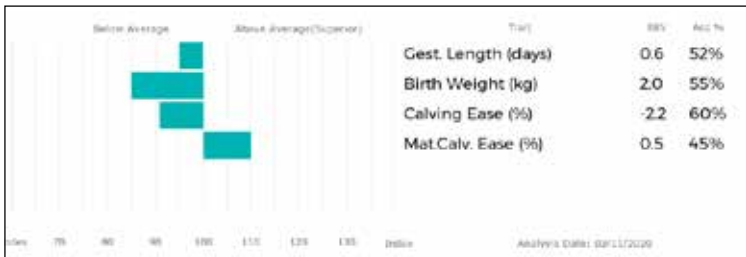 Below Average Above Average(Superior) Trait EBV Acc %
Gest. Length (days) 0.6 52%
Birth Weight (kg) 2.0 55%
Calving Ease (%) -2.2 60%
Mat.Calv. Ease (%) 0.5 45%
70 80 90 100 110 120 130 Index Analysis Date: